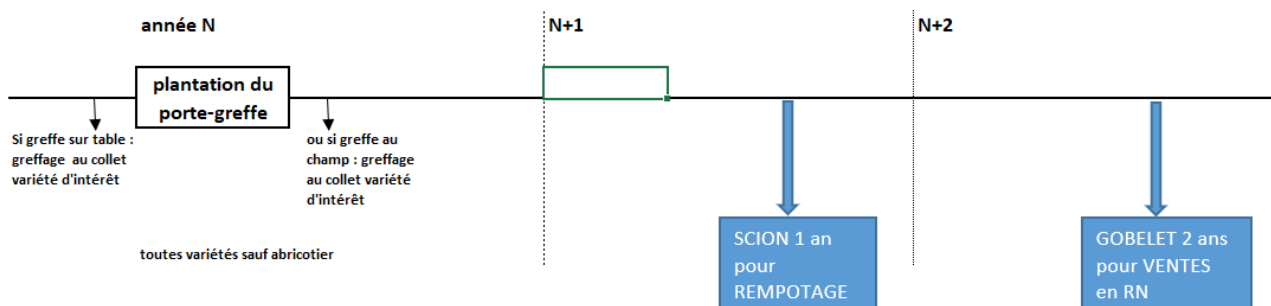 année N
N+1
N+2
plantation du
porte-greffe
Si greffe sur table :
greffage au collet
variété d'intérêt
ou si greffe au
champ : greffage
au collet variété
d'intérêt
toutes variétés sauf abricotier
SCION 1 an
pour
REMPOTAGE
GOBELET 2 ans
pour VENTES
en RN